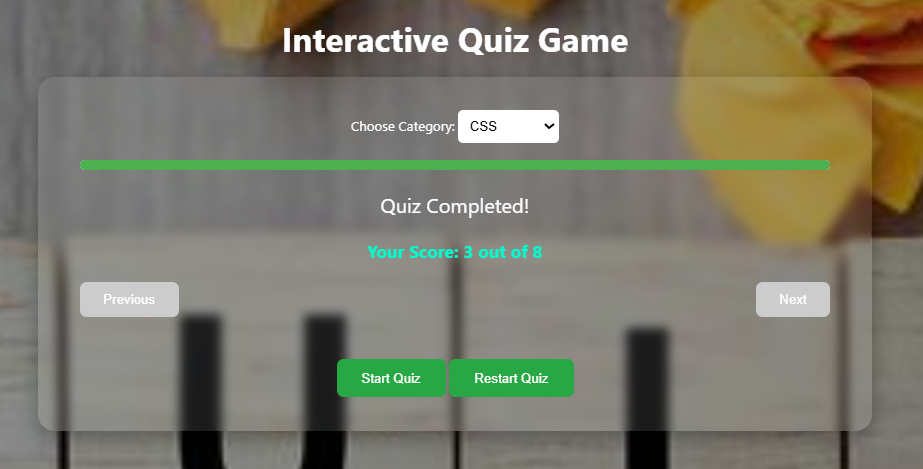 Interactive Quiz Game
Choose Category: CSS
Quiz Completed!
Your Score: 3 out of 8
Previous Next
Start Quiz Restart Quiz